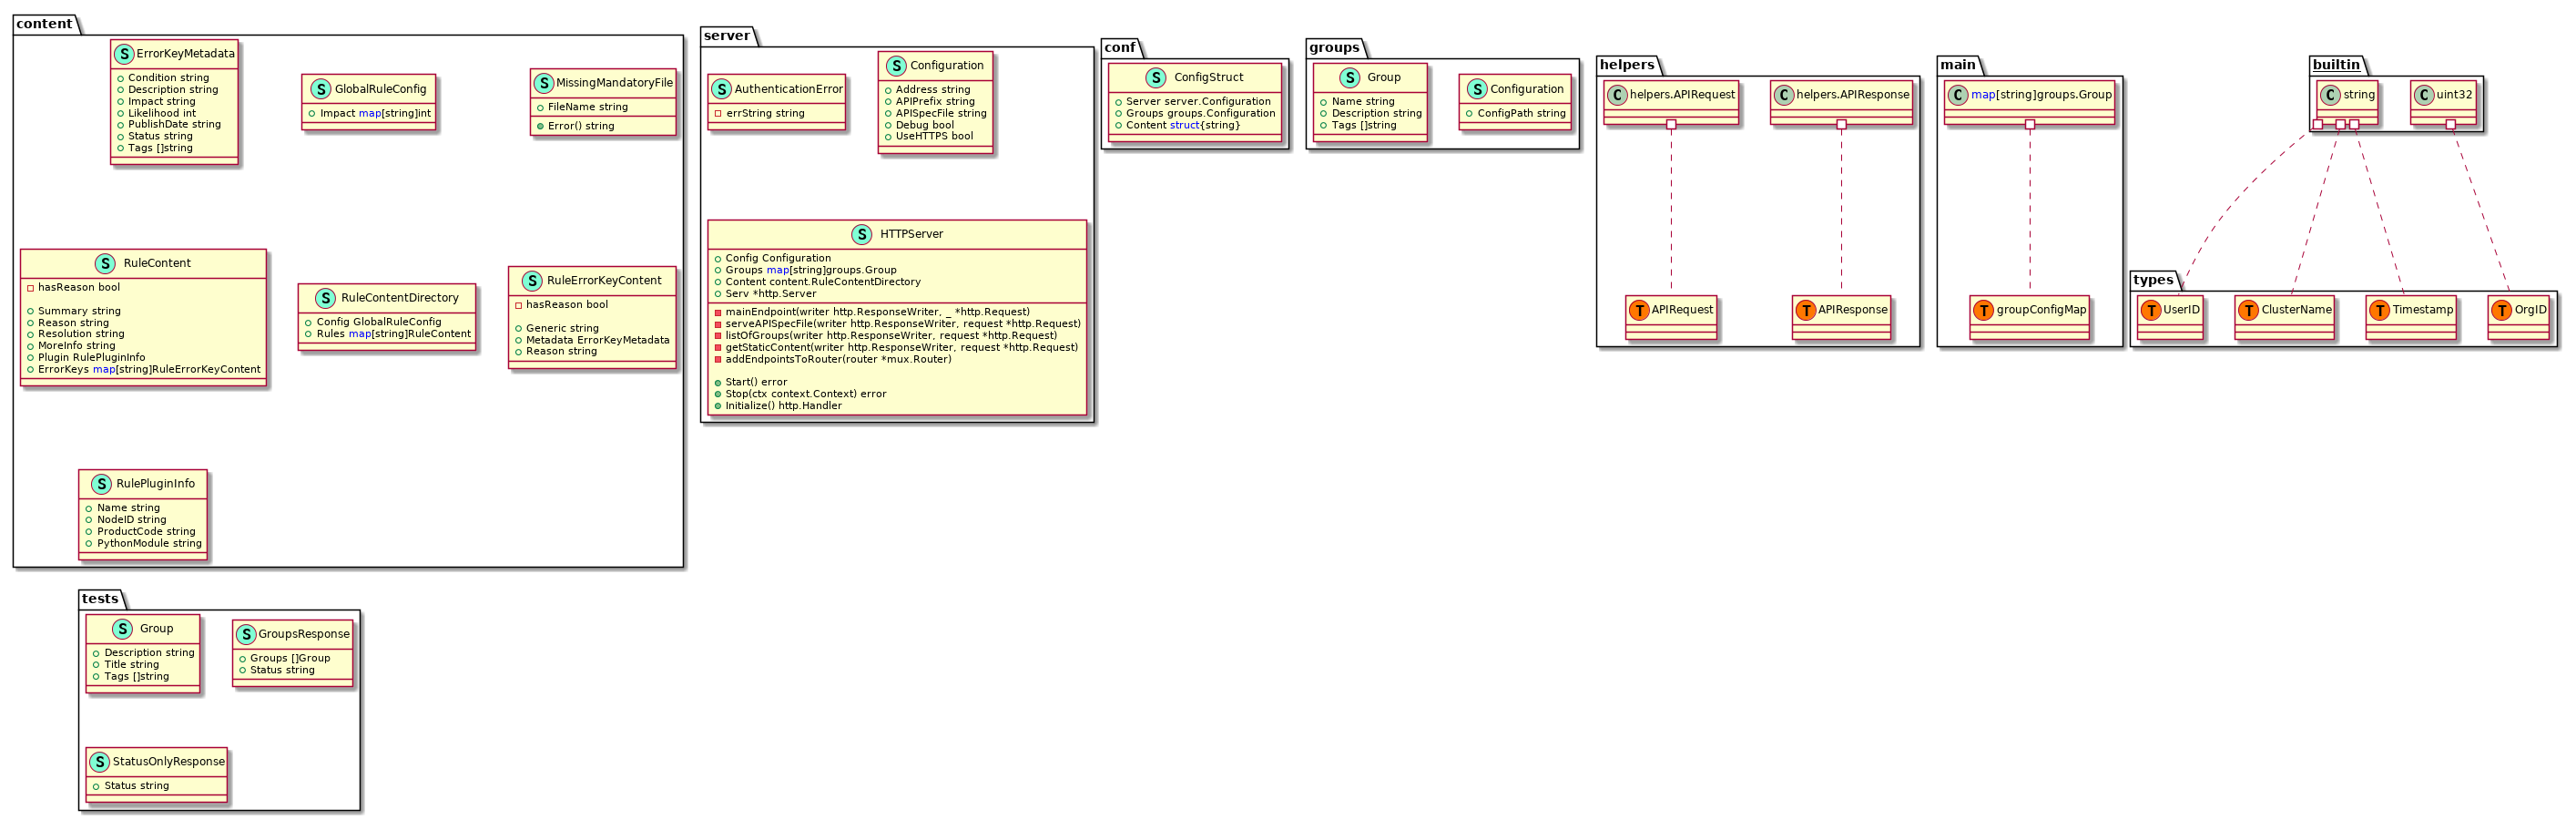 content
S ErrorKeyMetadata
Condition string
Description string
Impact string
Likelihood int
PublishDate string
Status string
Tags []string
S GlobalRuleConfig
Impact map[string]int
S MissingMandatoryFile
FileName string
Error() string
S RuleContent
hasReason bool
Summary string
Reason string
Resolution string
MoreInfo string
Plugin RulePluginInfo
ErrorKeys map[string]RuleErrorKeyContent
S RuleContentDirectory
Config GlobalRuleConfig
Rules map[string]RuleContent
S RuleErrorKeyContent
hasReason bool
Generic string
Metadata ErrorKeyMetadata
Reason string
S RulePluginInfo
Name string
NodeID string
ProductCode string
PythonModule string
server
S AuthenticationError
errString string
S Configuration
Address string
APIPrefix string
APISpecFile string
Debug bool
UseHTTPS bool
S HTTPServer
Config Configuration
Groups map[string]groups.Group
Content content.RuleContentDirectory
Serv *http.Server
mainEndpoint(writer http.ResponseWriter, _ *http.Request)
serveAPISpecFile(writer http.ResponseWriter, request *http.Request)
listOfGroups(writer http.ResponseWriter, request *http.Request)
getStaticContent(writer http.ResponseWriter, request *http.Request)
addEndpointsToRouter(router *mux.Router)
Start() error
Stop(ctx context.Context) error
Initialize() http.Handler
conf
S ConfigStruct
Server server.Configuration
Groups groups.Configuration
Content struct{string}
groups
S Group
Name string
Description string
Tags []string
S Configuration
ConfigPath string
helpers
C helpers.APIRequest
C helpers.APIResponse
T APIRequest
T APIResponse
main
C map[string]groups.Group
T groupConfigMap
builtin
C string
C uint32
types
T UserID
T ClusterName
T Timestamp
T OrgID
tests
S Group
Description string
Title string
Tags []string
S GroupsResponse
Groups []Group
Status string
S StatusOnlyResponse
Status string